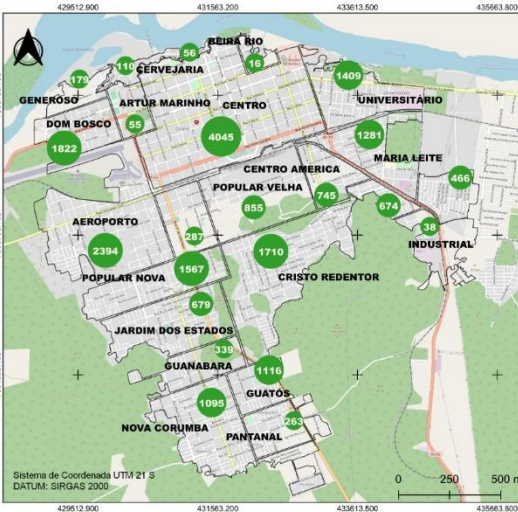 429512.900 431563.200 433613.500 465663.800
BEIRA RIO
56
110
CERVEJARIA
16
179
1409
GENEROSO
ARTUR MARINHO
CENTRO
UNIVERSITÁRIO
DOM BOSCO
55
4045
1281
1822
MARIA LEITE
CENTRO AMERICA
466
POPULAR VELHA
745
674
855
AEROPORTO
38
287
INDUSTRIAL
2394
1710
1567
POPULAR NOVA
CRISTO REDENTOR
679
JARDIM DOS ESTADOS
339
GUANABARA
1116
GUATÓS
1095
263
NOVA CORUMBA
PANTANAL
Sistema de Coordenada UTM 21 S
DATUM: SIRGAS 2000
0 250 500 m
429512.900 431563.200 433613.500 435663.800